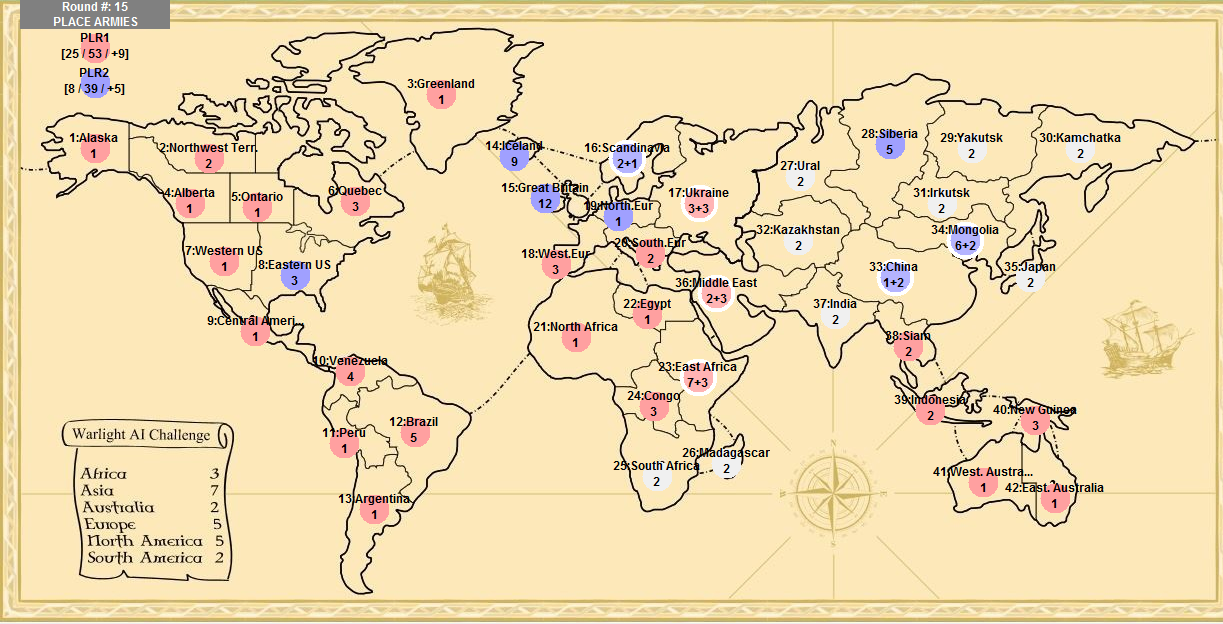 Round #: 15
PLACE ARMIES
PLR1
[25 / 53 / +9]
PLR2
[8 / 39 / +5]
1:Alaska
1
2:Northwest Terr.
2
3:Greenland
1
4:Alberta
1
5:Ontario
1
6:Quebec
3
7:Western US
1
8:Eastern US
3
9:Central Ameri...
1
10:Venezuela
4
11:Peru
1
12:Brazil
5
13:Argentina
1
14:Iceland
9
15:Great Britain
12
16:Scandinavia
2+1
17:Ukraine
3+3
18:West.Eur
3
19:North.Eur
1
20:South.Eur
2
21:North Africa
1
22:Egypt
1
23:East Africa
7+3
24:Congo
3
25:South Africa
2
26:Madagascar
2
27:Ural
2
28:Siberia
5
29:Yakutsk
2
30:Kamchatka
2
31:Irkutsk
2
32:Kazakhstan
2
33:China
1+2
34:Mongolia
6+2
35:Japan
2
36:Middle East
2+3
37:India
2
38:Siam
2
39:Indonesia
2
40:New Guinea
3
41:West. Austra...
1
42:East. Australia
1
Warlight AI Challenge
Africa 3
Asia 7
Australia 2
Europe 5
North America 5
South America 2
N
S